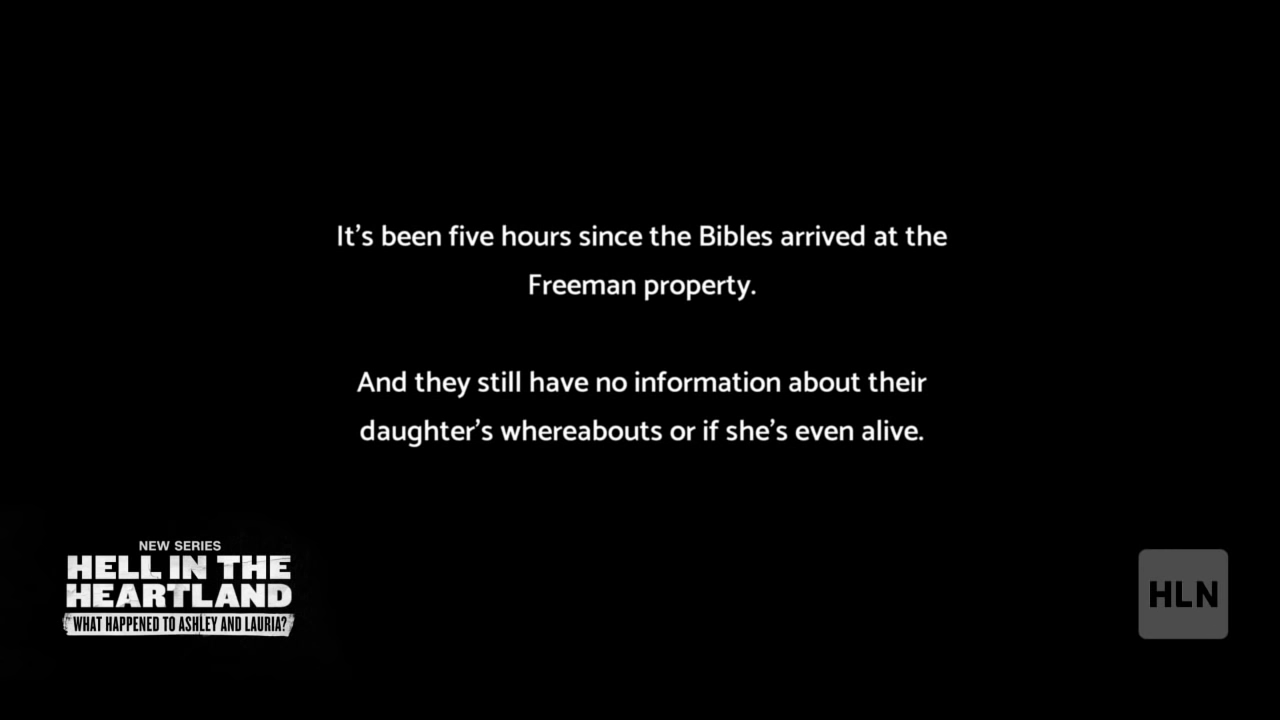 It's been five hours since the Bibles arrived at the
Freeman property.
And they still have no information about their
daughter's whereabouts or if she's even alive.
NEW SERIES
HELL IN THE
HEARTLAND
WHAT HAPPENED TO ASHLEY AND LAURIA?
HLN